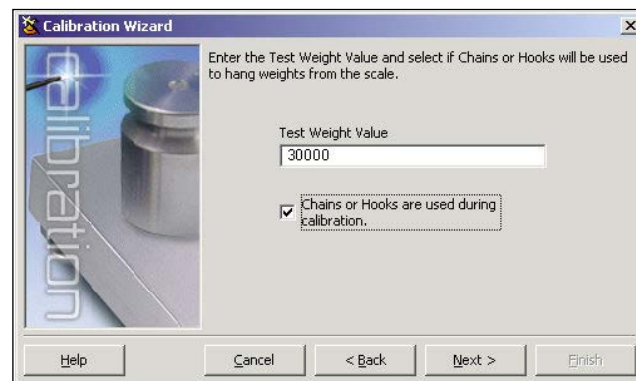 Calibration Wizard
calibration
Enter the Test Weight Value and select if Chains or Hooks will be used
to hang weights from the scale.
Test Weight Value
30000
Chains or Hooks are used during
calibration.
Help
Cancel
< Back
Next >
Finish